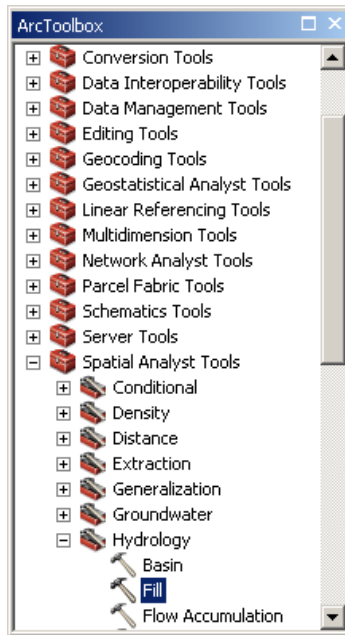 ArcToolbox
Conversion Tools
Data Interoperability Tools
Data Management Tools
Editing Tools
Geocoding Tools
Geostatistical Analyst Tools
Linear Referencing Tools
Multidimension Tools
Network Analyst Tools
Parcel Fabric Tools
Schematics Tools
Server Tools
Spatial Analyst Tools
Conditional
Density
Distance
Extraction
Generalization
Groundwater
Hydrology
Basin
Fill
Flow Accumulation